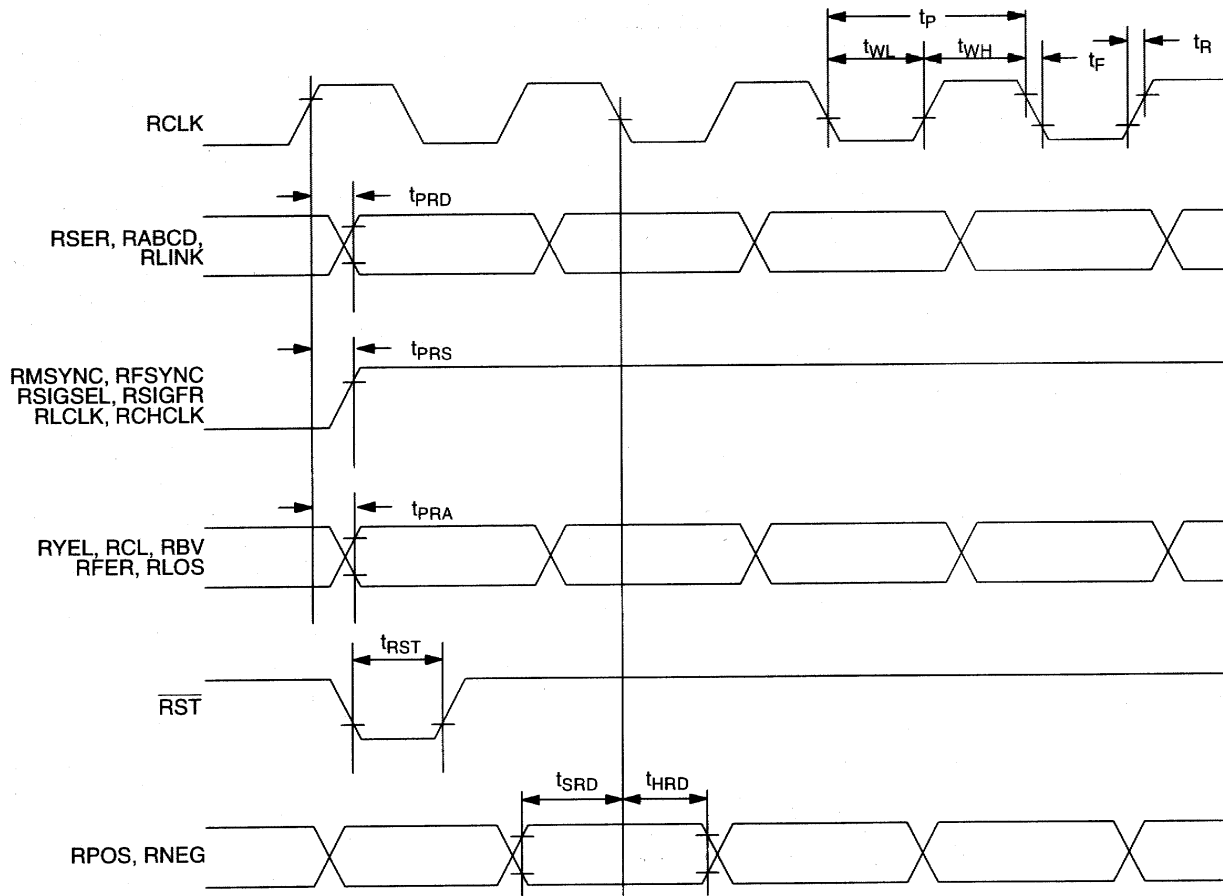 tP
tWL tWH tF tR
RCLK
tPRD
RSER, RABCD,
RLINK
tPRS
RMSYNC, RFSYNC
RSIGSEL, RSIGFR
RLCLK, RCHCLK
tPRA
RYEL, RCL, RBV
RFER, RLOS
tRST
RST
tSRD tHRD
RPOS, RNEG